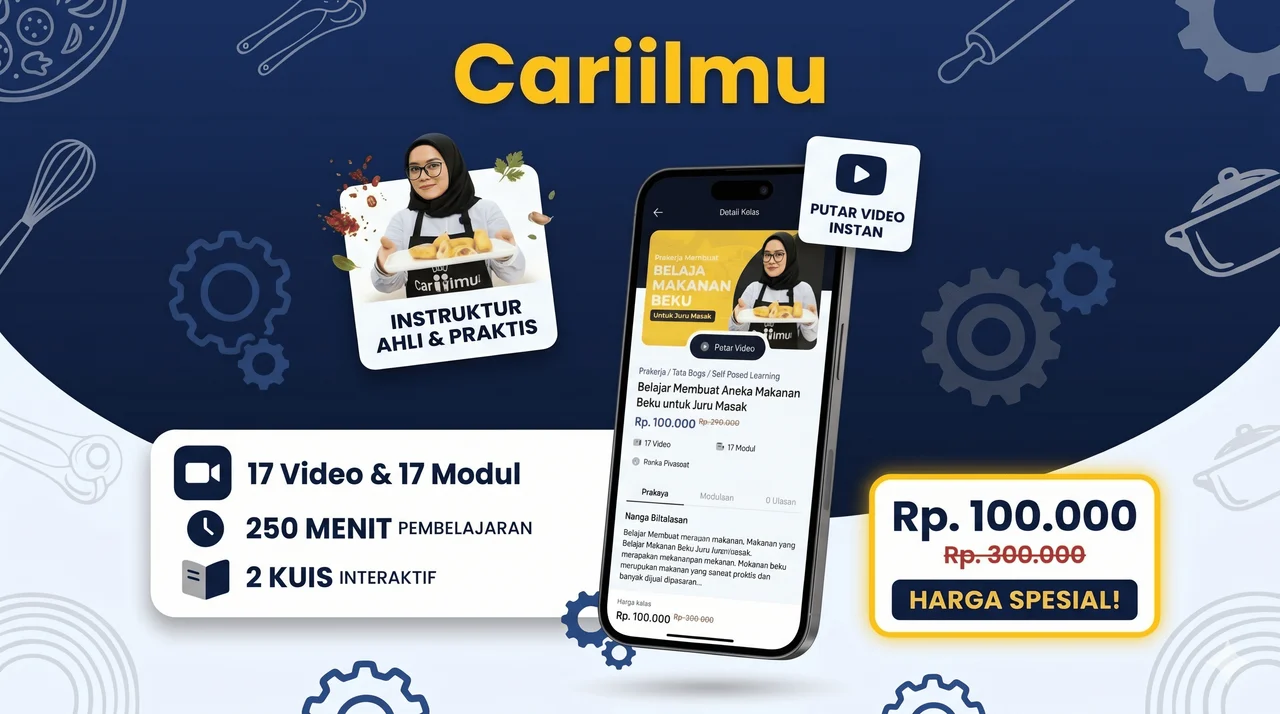 Cariilmu
INSTRUKTUR
AHLI & PRAKTIS
Cariilmu
PUTAR VIDEO
INSTAN
Detail Kelas
Prakerja Membuat
BELAJA
MAKANAN
BEKU
Untuk Juru Masak
Putar Video
Prakerja / Tata Bogs / Self Posed Learning
Belajar Membuat Aneka Makanan
Beku untuk Juru Masak
Rp. 100.000 Rp-290.000
17 Video 17 Modul
Ranka Pivasoat
Prakaya Modulaan 0 Ulasan
Nanga Biltalasan
Belajar Membuat merapan makanan, Makanan yang
Belajar Makanan Beku Juru
merapakan mekananpan mekanan. Mokanan beku
merupakan makanan yang saneat proktis dan
banyak dijual dipasaran...
Harga kelas
Rp. 100.000 Rp-300 000
17 Video & 17 Modul
250 MENIT PEMBELAJARAN
2 KUIS INTERAKTIF
Rp. 100.000
Rp. 300.000
HARGA SPESIAL!